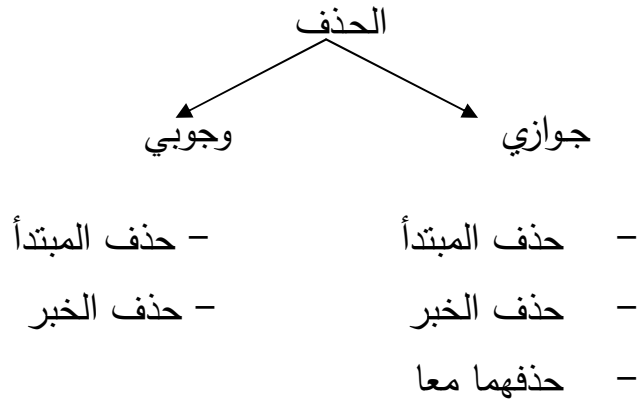 الحذف
جوازي وجوبي
- حذف المبتدأ - حذف المبتدأ
- حذف الخبر - حذف الخبر
- حذفهما معا